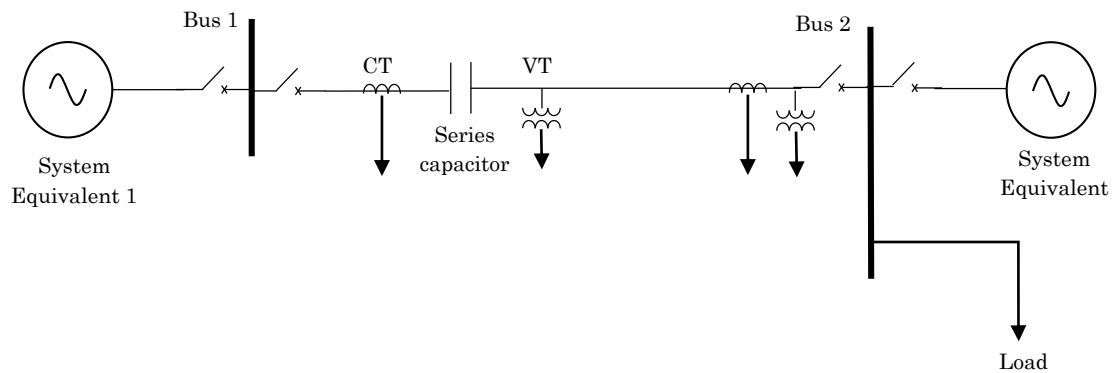 Bus 1
Bus 2
CT
VT
Series
capacitor
System
Equivalent 1
System
Equivalent
Load